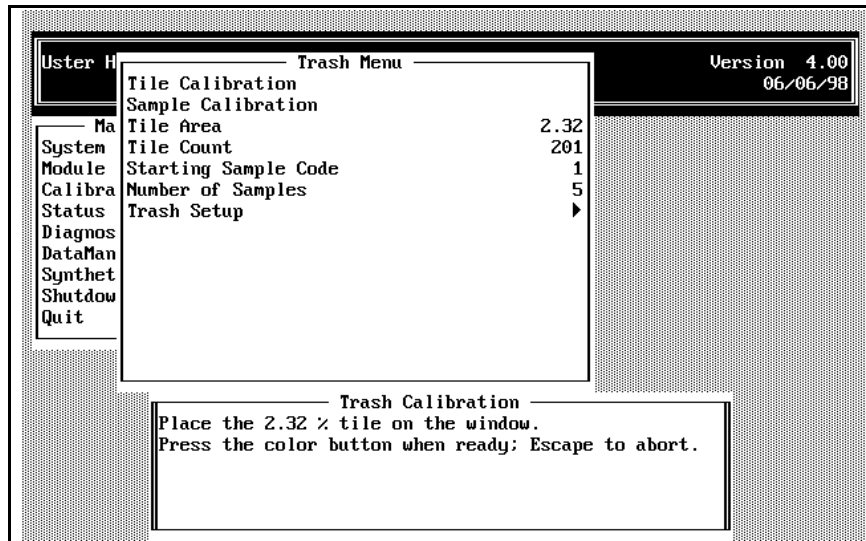 Uster H
Version 4.00
06/06/98
Trash Menu
Tile Calibration
Sample Calibration
Tile Area 2.32
Tile Count 201
Starting Sample Code 1
Number of Samples 5
Trash Setup ▶
Ma
System
Module
Calibra
Status
Diagnos
DataMan
Synthet
Shutdow
Quit
Trash Calibration
Place the 2.32 % tile on the window.
Press the color button when ready; Escape to abort.